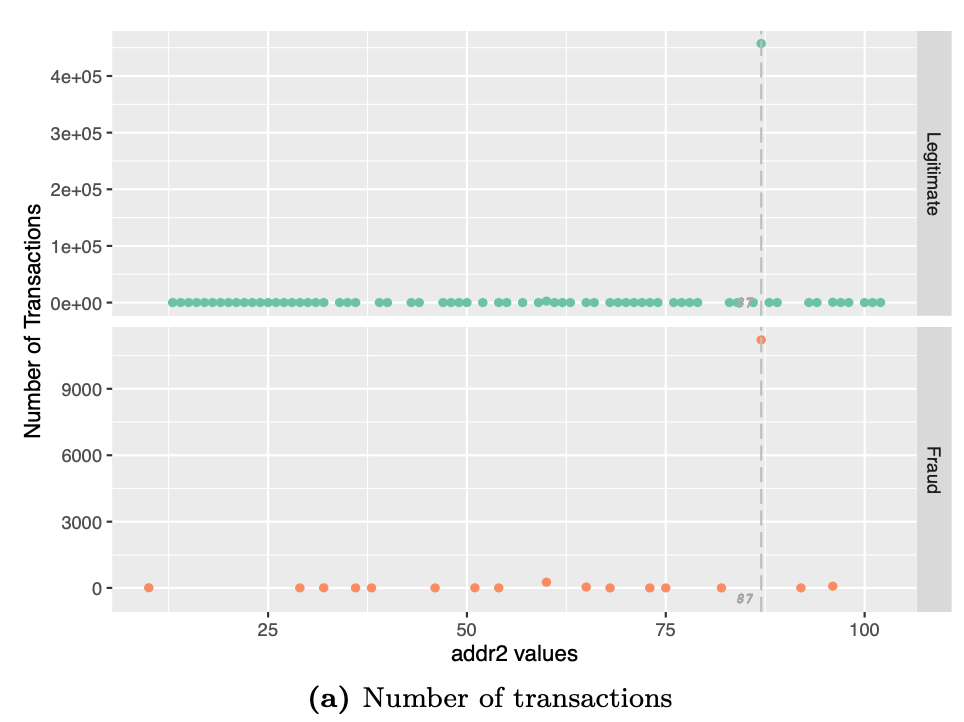 4e+05
3e+05
2e+05
1e+05
0e+00
87
Legitimate
Number of Transactions
9000
6000
3000
0
87
Fraud
25 50 75 100
addr2 values
(a) Number of transactions